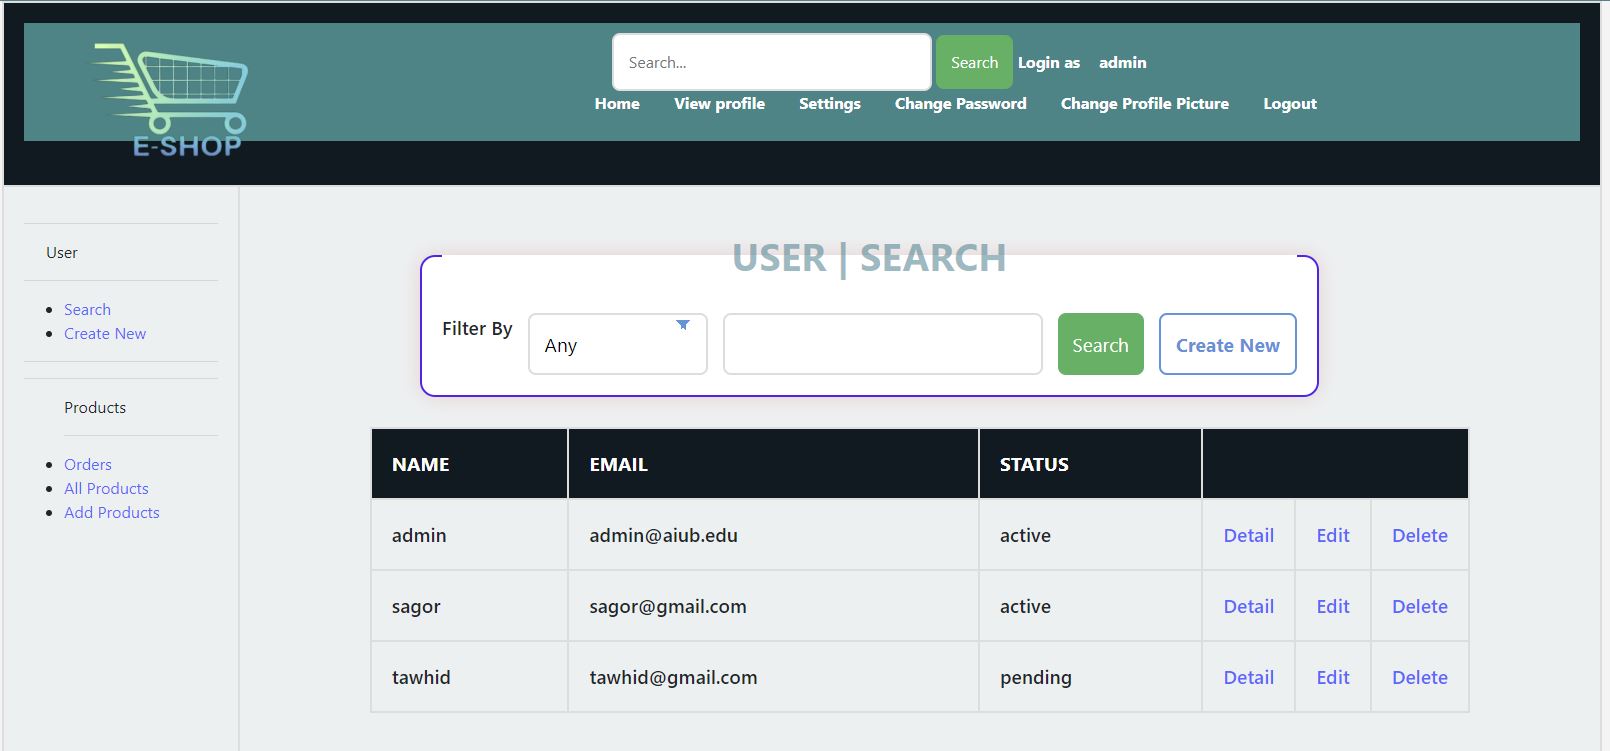 Search... Search Login as admin
Home View profile Settings Change Password Change Profile Picture Logout
E-SHOP
User
Search
Create New
Products
Orders
All Products
Add Products
USER | SEARCH
Filter By Any Search Create New
NAME EMAIL STATUS
admin admin@aiub.edu active Detail Edit Delete
sagor sagor@gmail.com active Detail Edit Delete
tawhid tawhid@gmail.com pending Detail Edit Delete